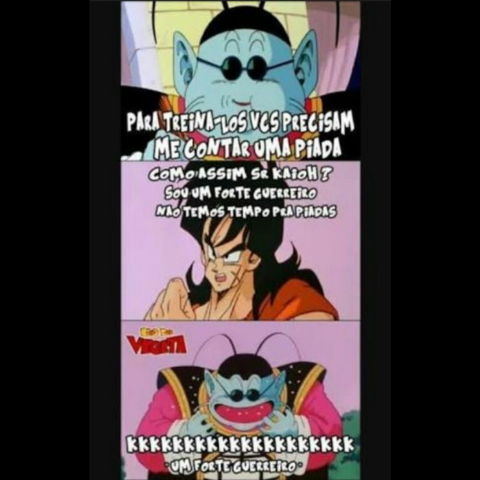 PARA TREINA-LOS VCS PRECISAM
ME CONTAR UMA PIADA
COMO ASSIM SR KAIOH?
SOU UM FORTE GUERREIRO
NÃO TEMOS TEMPO PRA PIADAS
VEGETA
KKKKKKKKKKKKKKKKKKKK
"UM FORTE GUERREIRO"